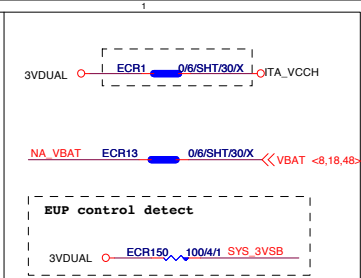 1
ECR1 0/6/SHT/30/X
3VDUAL ITA_VCCH
NA_VBAT ECR13 0/6/SHT/30/X VBAT <8,18,48>
EUP control detect
3VDUAL ECR150 100/4/1 SYS_3VSB